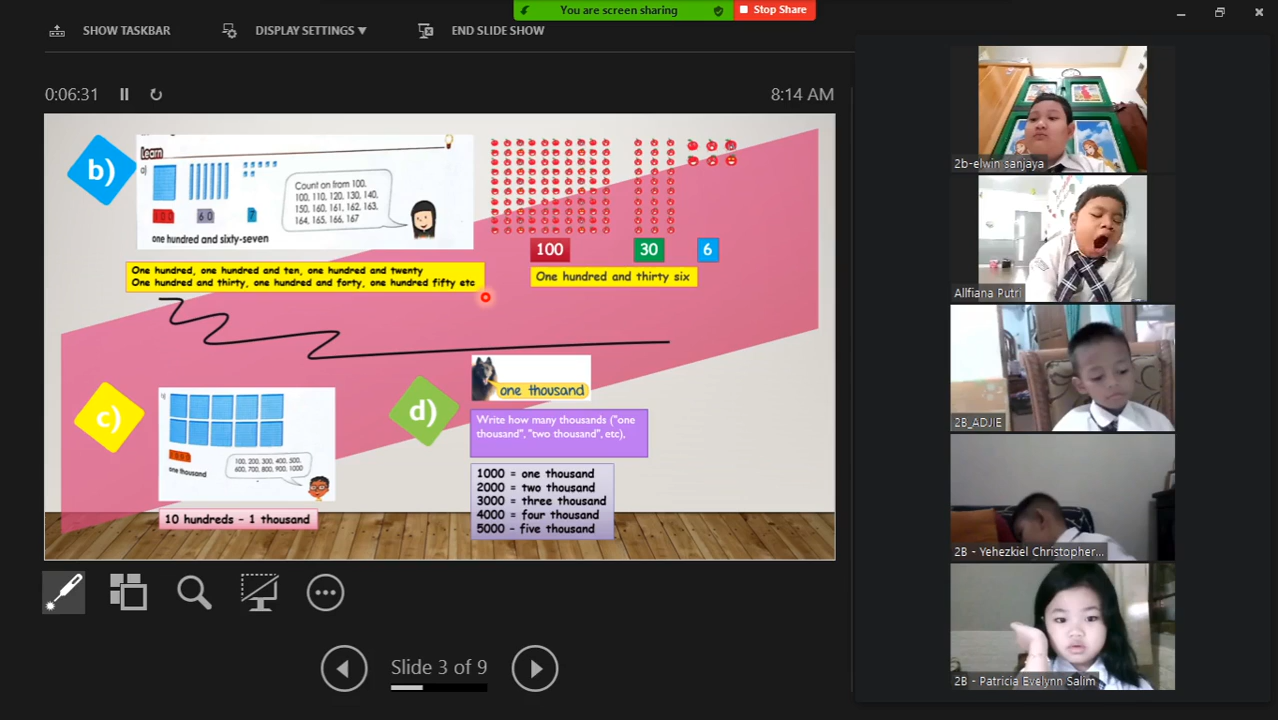 You are screen sharing
Stop Share
SHOW TASKBAR
DISPLAY SETTINGS
END SLIDE SHOW
0:06:31
8:14 AM
b)
Learn
a)
100
60
7
Count on from 100.
100, 110, 120, 130, 140,
150, 160, 161, 162, 163,
164, 165, 166, 167
one hundred and sixty-seven
100
30
6
One hundred and thirty six
One hundred, one hundred and ten, one hundred and twenty
One hundred and thirty, one hundred and forty, one hundred fifty etc
c)
1000
one thousand
100, 200, 300, 400, 500,
600, 700, 800, 900, 1000
10 hundreds - 1 thousand
d)
one thousand
Write how many thousands ("one
thousand", "two thousand", etc),
1000 = one thousand
2000 = two thousand
3000 = three thousand
4000 = four thousand
5000 - five thousand
Slide 3 of 9
2b-elwin sanjaya
Allfiana Putri
2B_ADJIE
2B - Yehezkiel Christopher...
2B - Patricia Evelynn Salim